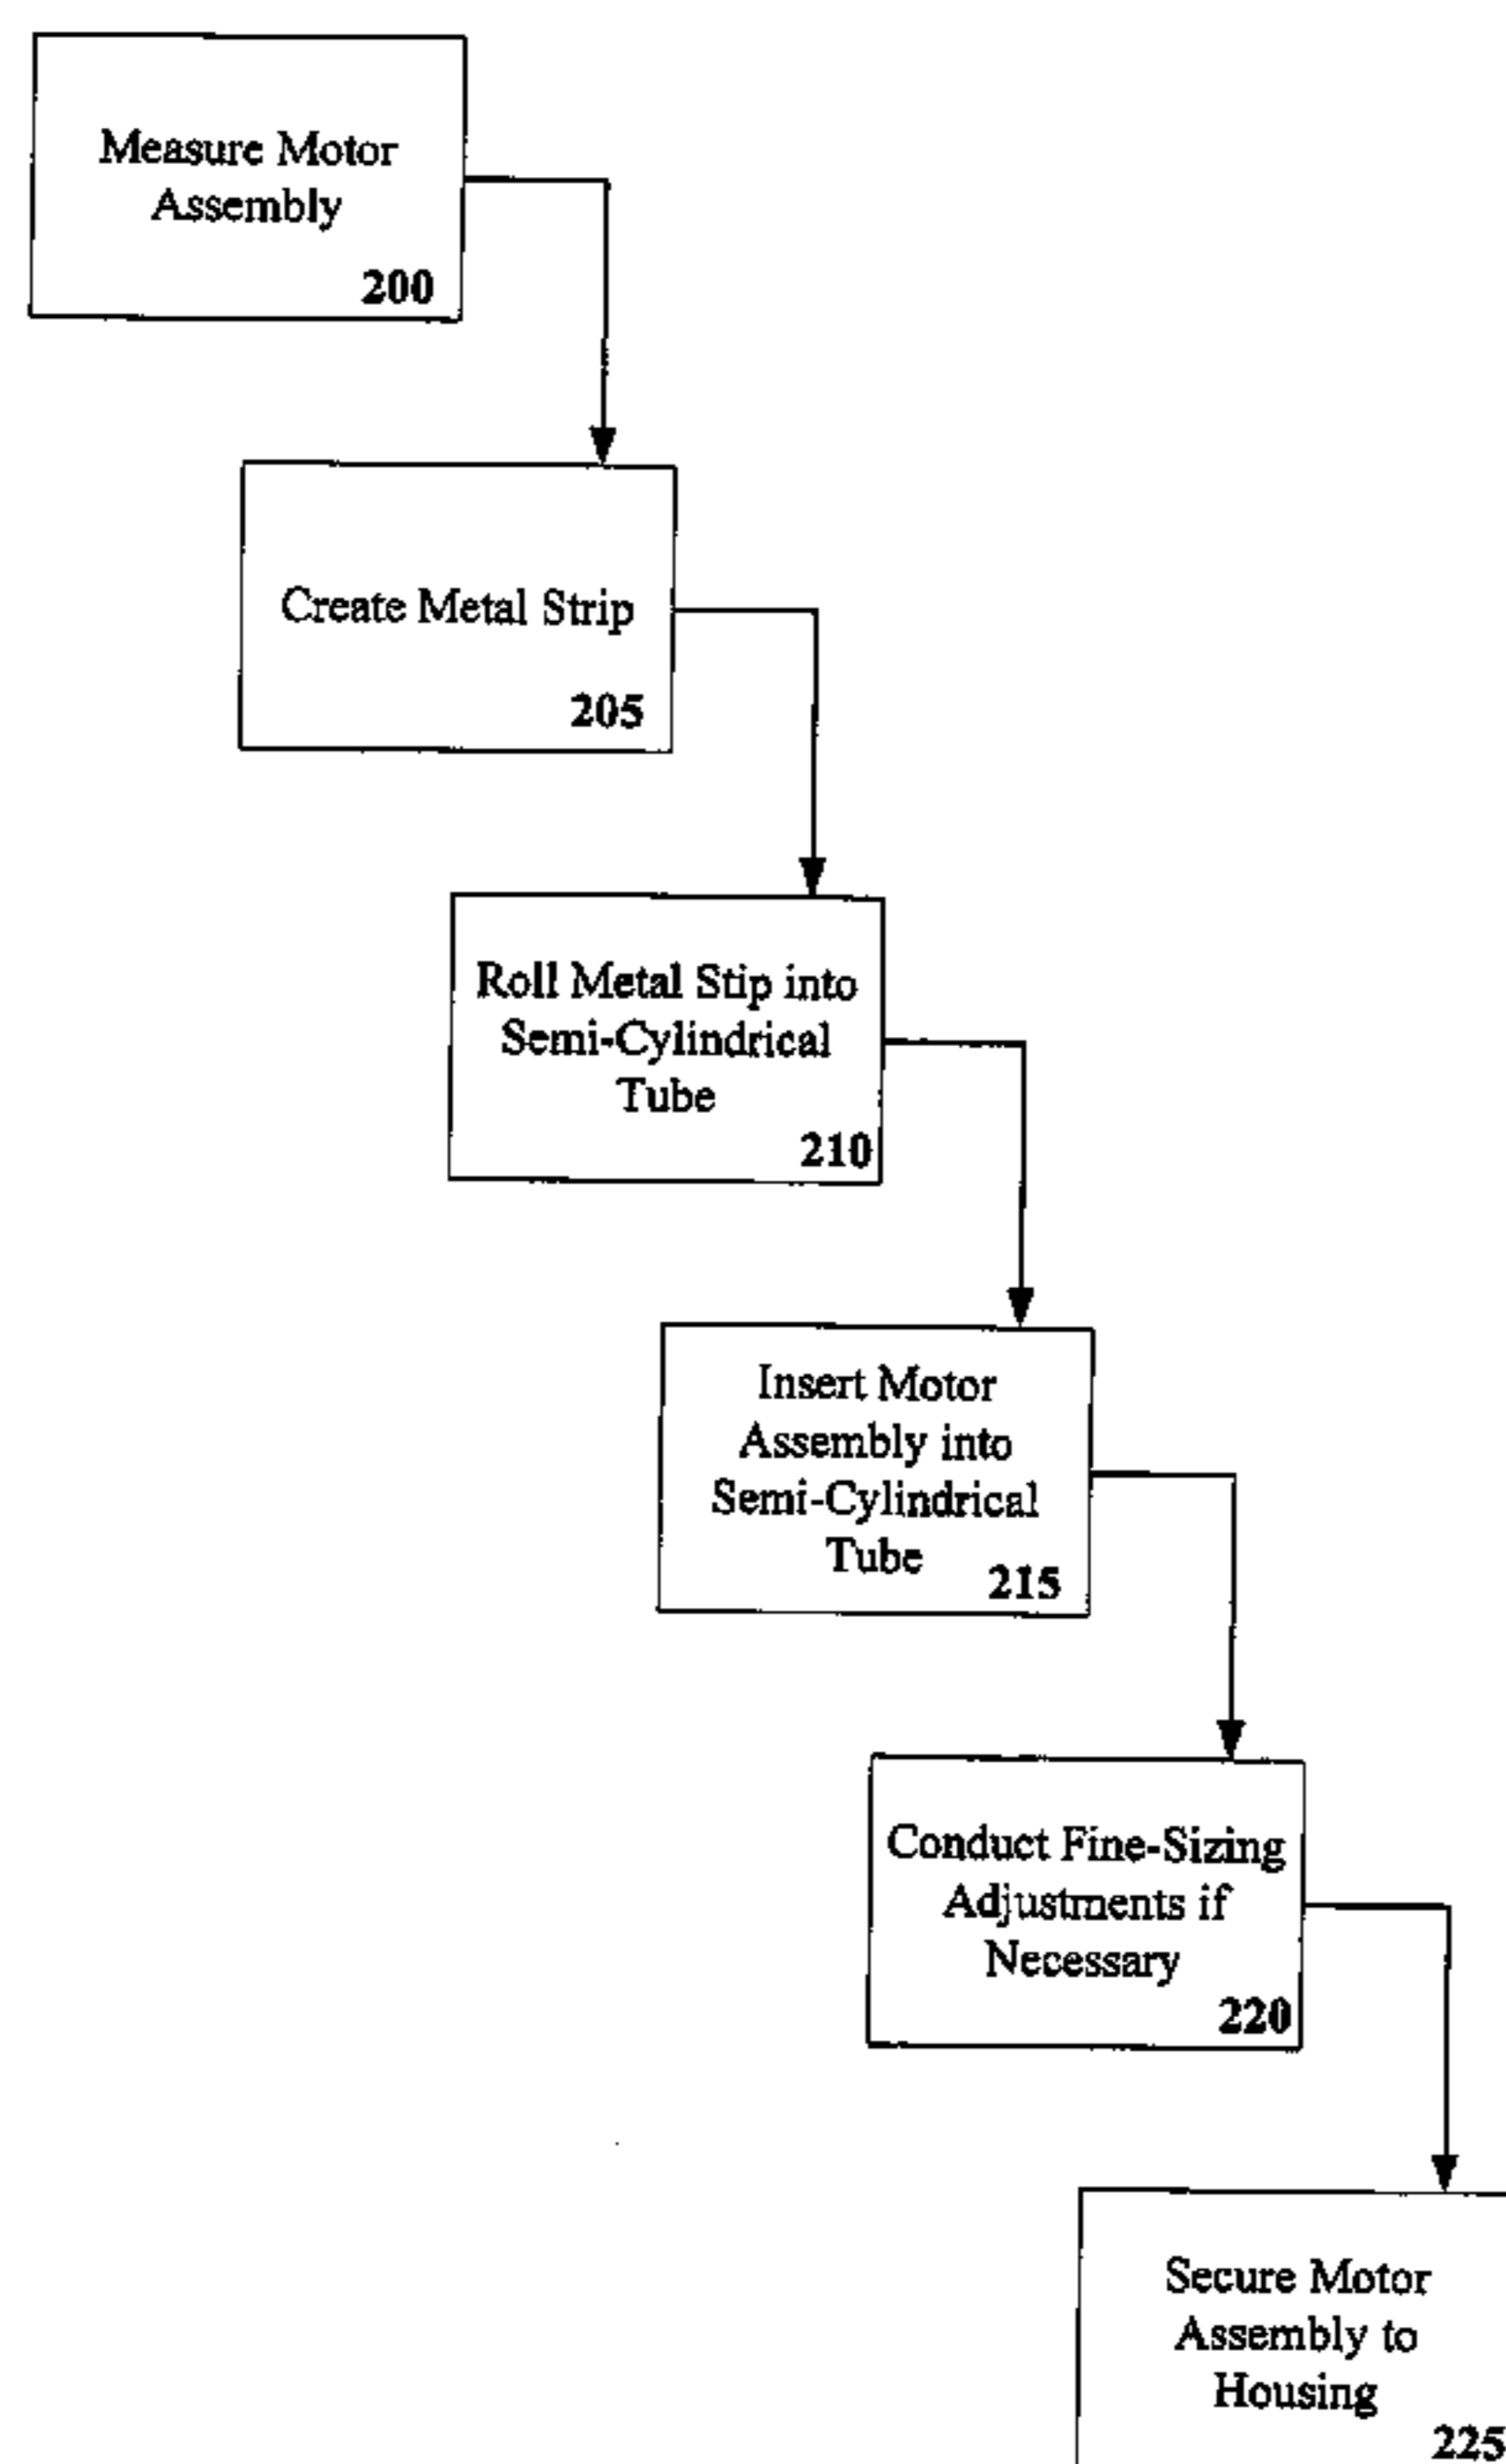 Measure Motor
Assembly
200
Create Metal Strip
205
Roll Metal Stip into
Semi-Cylindrical
Tube
210
Insert Motor
Assembly into
Semi-Cylindrical
Tube
215
Conduct Fine-Sizing
Adjustments if
Necessary
220
Secure Motor
Assembly to
Housing
225